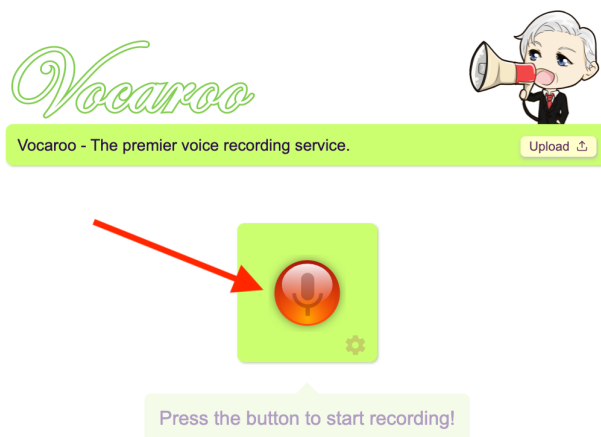 Vocaroo
Vocaroo - The premier voice recording service.
Upload
Press the button to start recording!